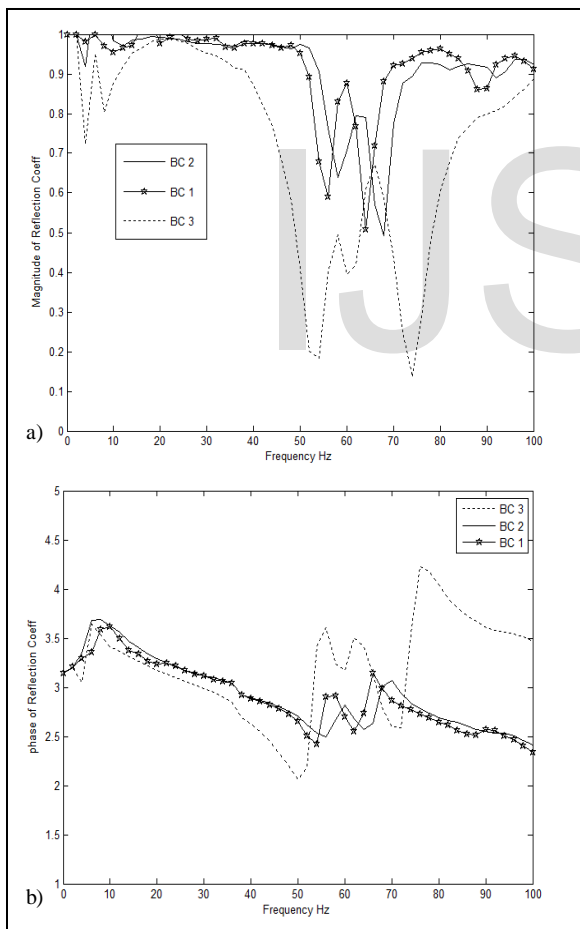 1
0.9
0.8
0.7
0.6
0.5
0.4
0.3
0.2
0.1
0
Magnitude of Reflection Coeff
BC 2
BC 1
BC 3
IJS
a)
0 10 20 30 40 50 60 70 80 90 100
Frequency Hz
5
4.5
4
3.5
3
2.5
2
1.5
1
phase of Reflection Coeff
BC 3
BC 2
BC 1
b)
0 10 20 30 40 50 60 70 80 90 100
Frequency Hz